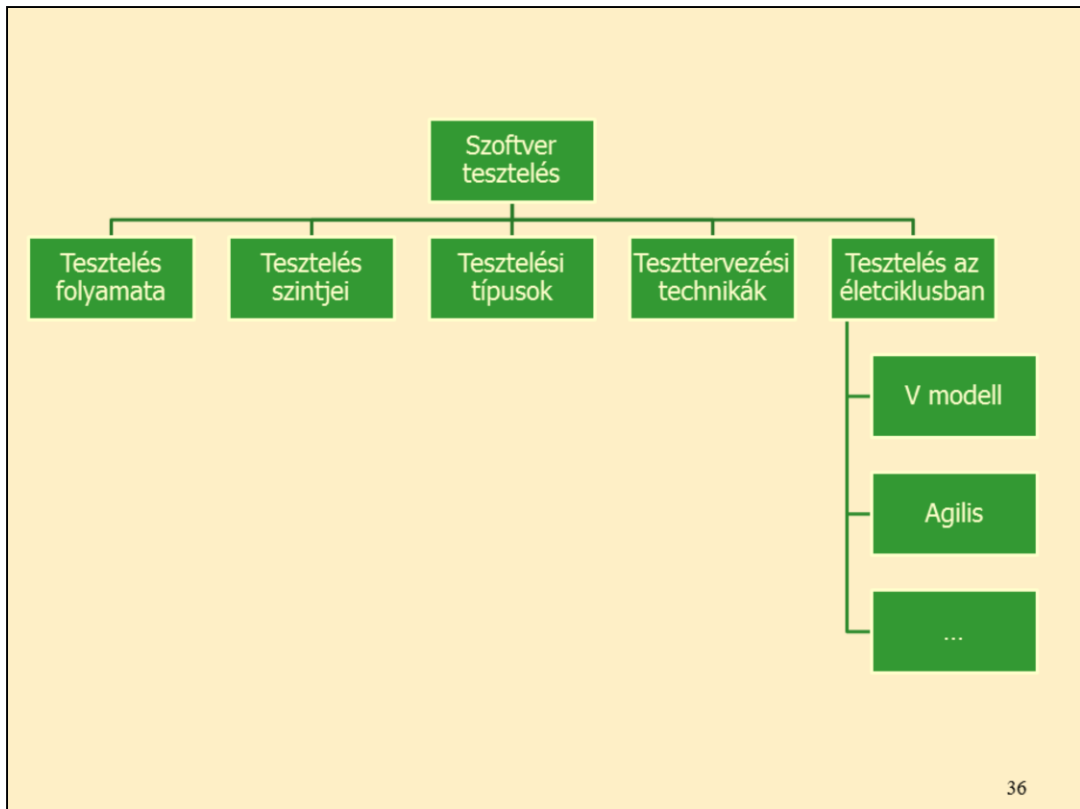 Szoftver
tesztelés
Tesztelés
folyamata
Tesztelés
szintjei
Tesztelési
típusok
Teszttervezési
technikák
Tesztelés az
életciklusban
V modell
Agilis
...
36